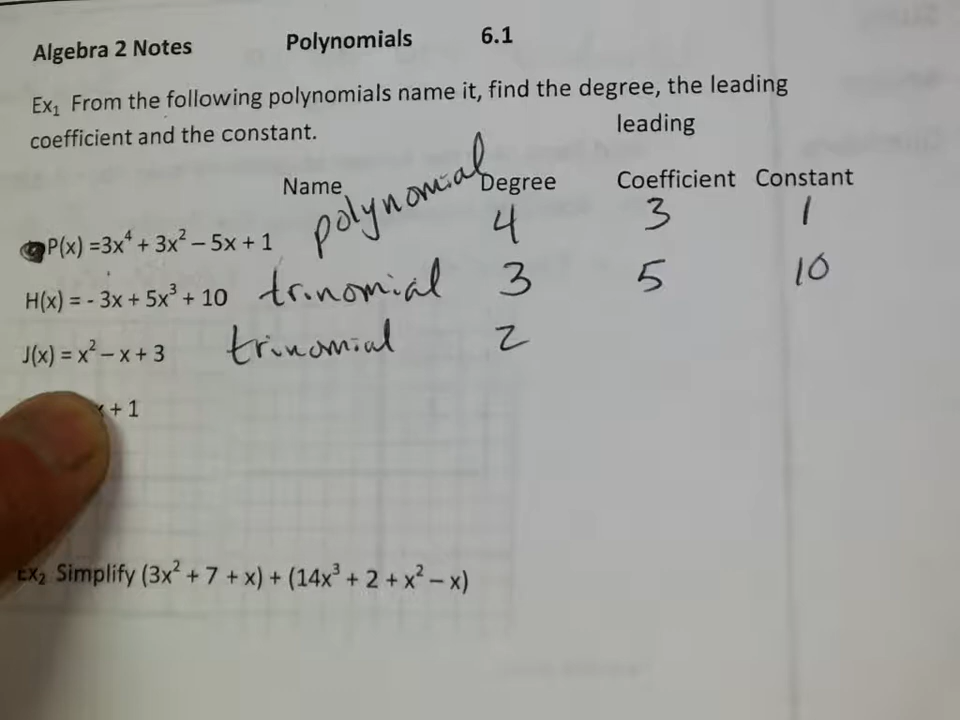 Algebra 2 Notes Polynomials 6.1
Ex₁ From the following polynomials name it, find the degree, the leading
coefficient and the constant.
leading
Name Degree Coefficient Constant
P(x) =3x⁴ + 3x² – 5x + 1 polynomial 4 3 1
H(x) = - 3x + 5x³ + 10 trinomial 3 5 10
J(x) = x² – x + 3 trinomial 2
+ 1
Ex₂ Simplify (3x² + 7 + x) + (14x³ + 2 + x² – x)